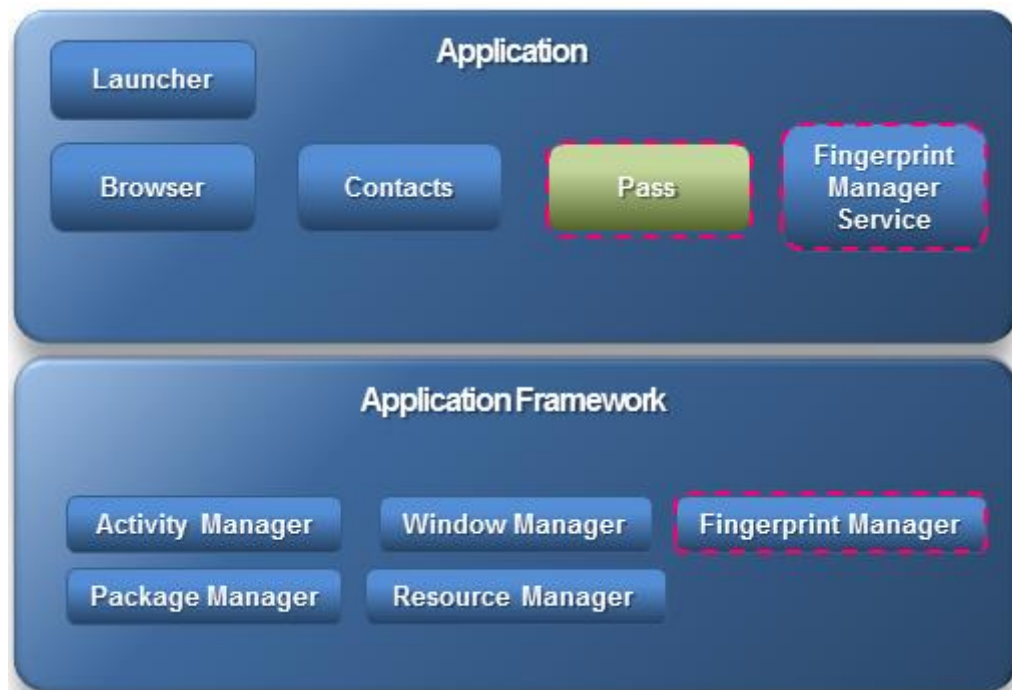 Application
Launcher
Browser
Contacts
Pass
Fingerprint
Manager
Service
Application Framework
Activity Manager
Window Manager
Fingerprint Manager
Package Manager
Resource Manager